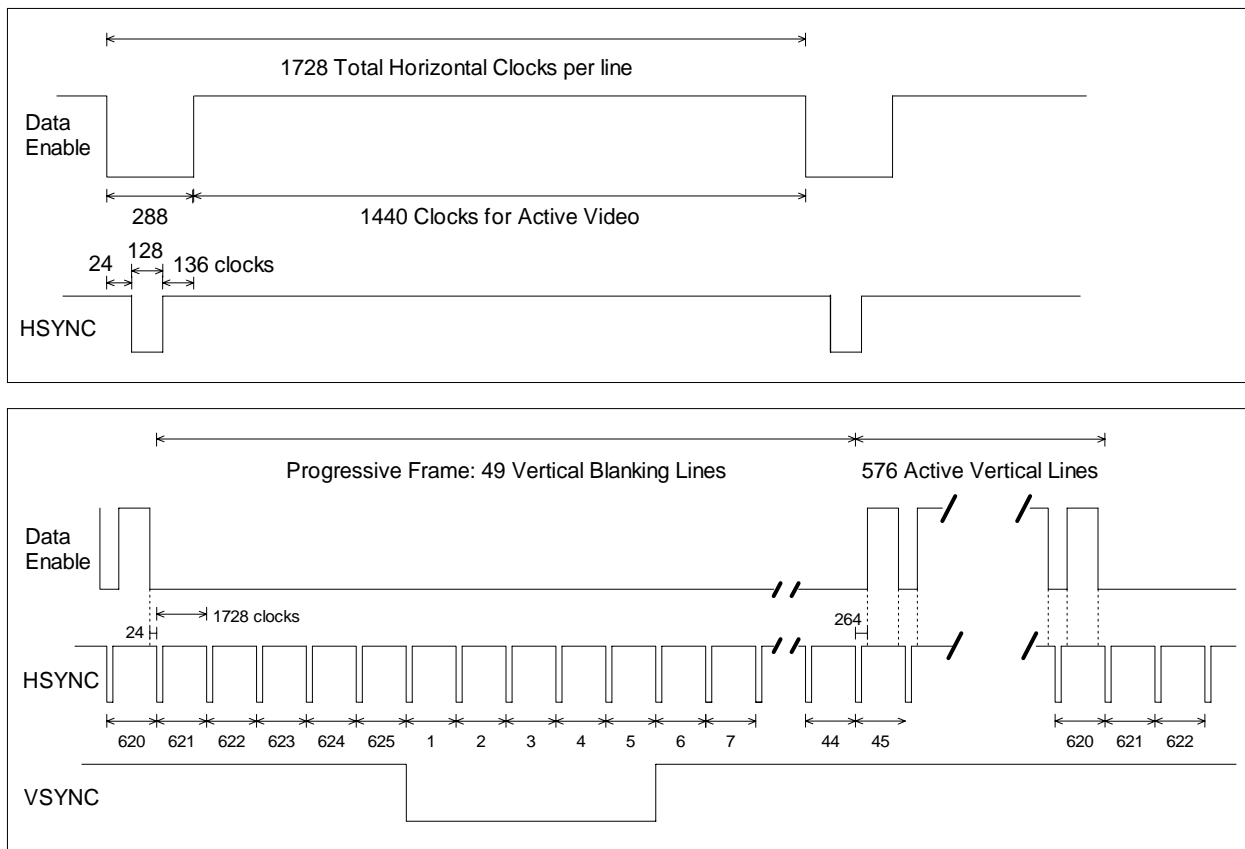 1728 Total Horizontal Clocks per line
Data
Enable
288
1440 Clocks for Active Video
128
24
136 clocks
HSYNC
Progressive Frame: 49 Vertical Blanking Lines
576 Active Vertical Lines
Data
Enable
1728 clocks
24
264
HSYNC
620 621 622 623 624 625 1 2 3 4 5 6 7 44 45 620 621 622
VSYNC